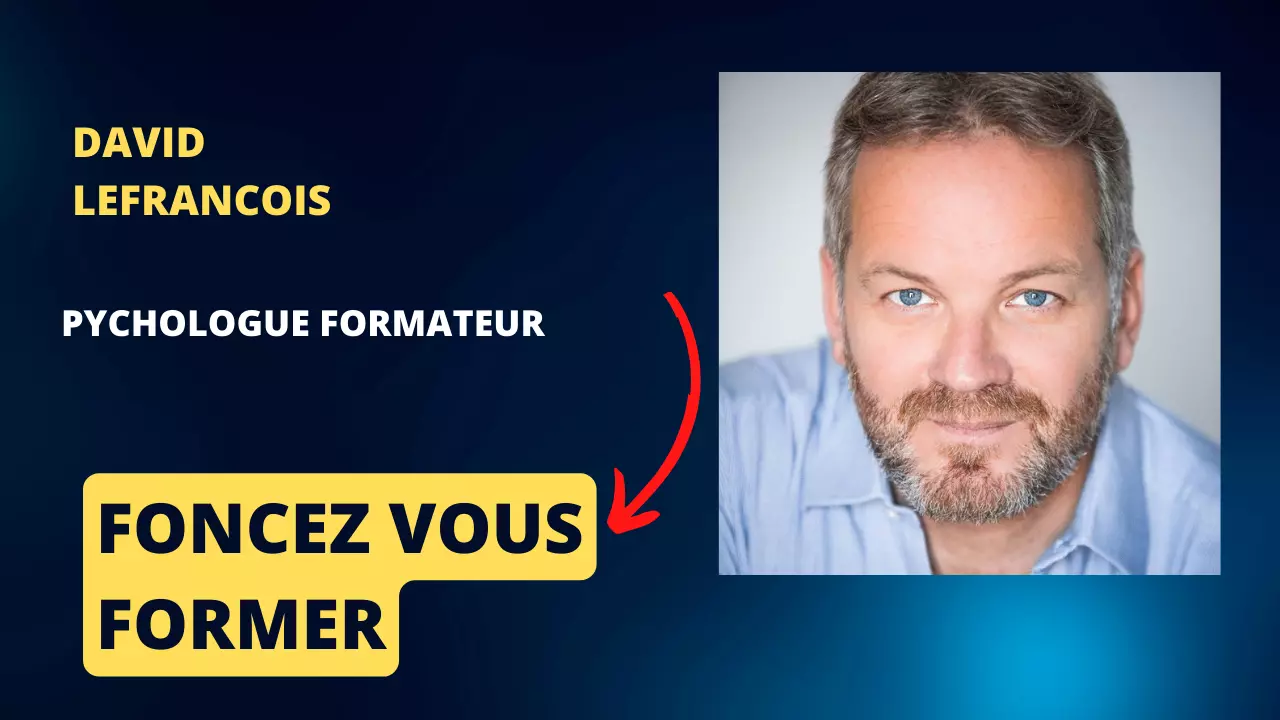 DAVID
LEFRANCOIS
PYCHOLOGUE FORMATEUR
FONCEZ VOUS
FORMER